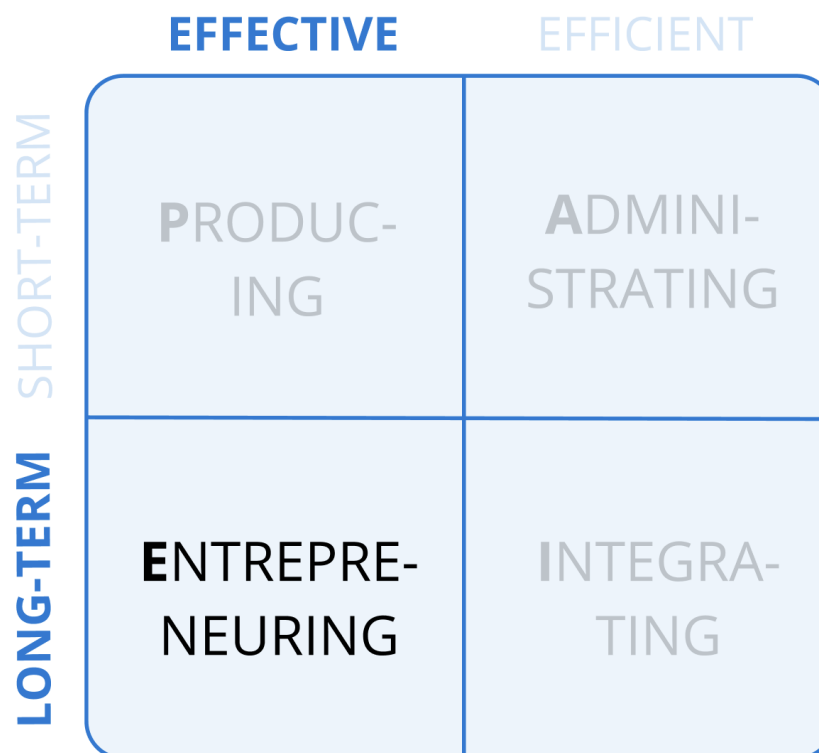 EFFECTIVE
EFFICIENT
SHORT-TERM
PRODUC-
ING
ADMINI-
STRATING
LONG-TERM
ENTREPRE-
NEURING
INTEGRA-
TING